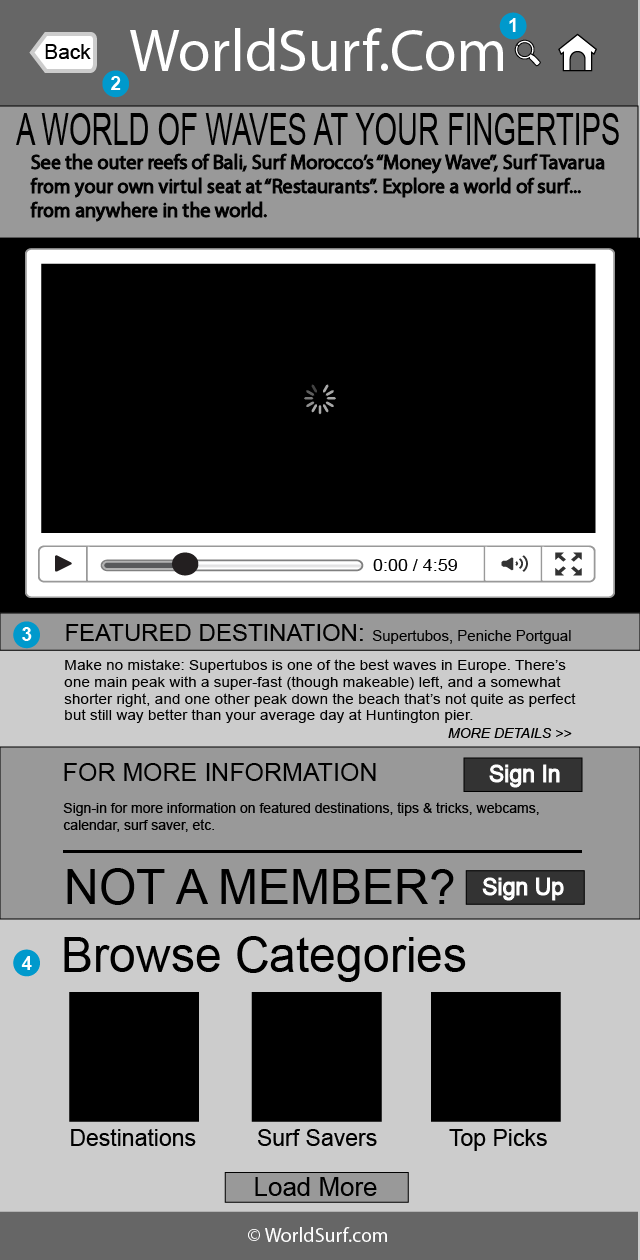 1
Back
WorldSurf.Com
2
A WORLD OF WAVES AT YOUR FINGERTIPS
See the outer reefs of Bali, Surf Morocco's “Money Wave”, Surf Tavarua
from your own virtul seat at “Restaurants”. Explore a world of surf...
from anywhere in the world.
0:00 / 4:59
3
FEATURED DESTINATION: Supertubos, Peniche Portgual
Make no mistake: Supertubos is one of the best waves in Europe. There's
one main peak with a super-fast (though makeable) left, and a somewhat
shorter right, and one other peak down the beach that's not quite as perfect
but still way better than your average day at Huntington pier.
MORE DETAILS >>
FOR MORE INFORMATION
Sign In
Sign-in for more information on featured destinations, tips & tricks, webcams,
calendar, surf saver, etc.
NOT A MEMBER?
Sign Up
4
Browse Categories
Destinations
Surf Savers
Top Picks
Load More
© WorldSurf.com